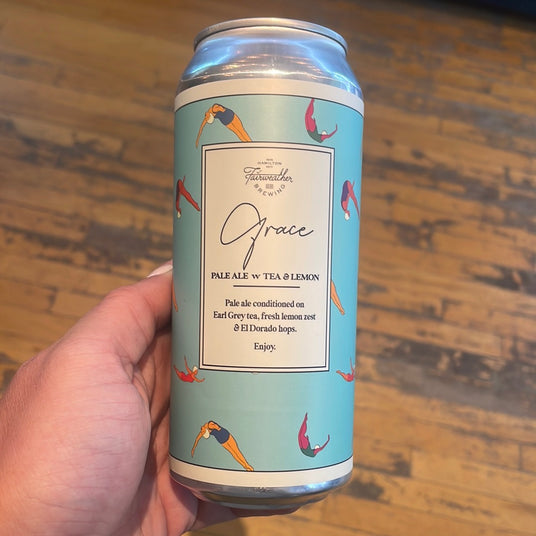 HAMILTON
Fairweather
BREWING
Grace
PALE ALE w TEA & LEMON
Pale ale conditioned on
Earl Grey tea, fresh lemon zest
& El Dorado hops.
Enjoy.